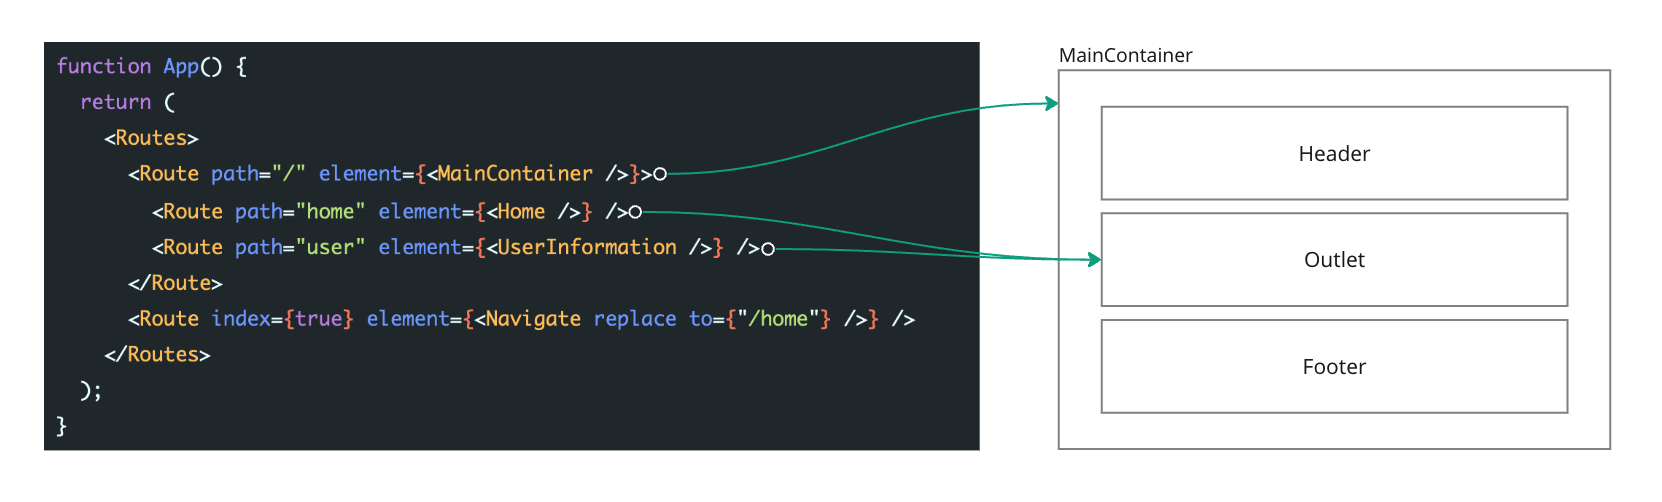 function App() {
  return (
    <Routes>
      <Route path="/" element={<MainContainer />}>
        <Route path="home" element={<Home />} />
        <Route path="user" element={<UserInformation />} />
      </Route>
      <Route index={true} element={<Navigate replace to={"/home"} />} />
    </Routes>
  );
}
MainContainer
Header
Outlet
Footer